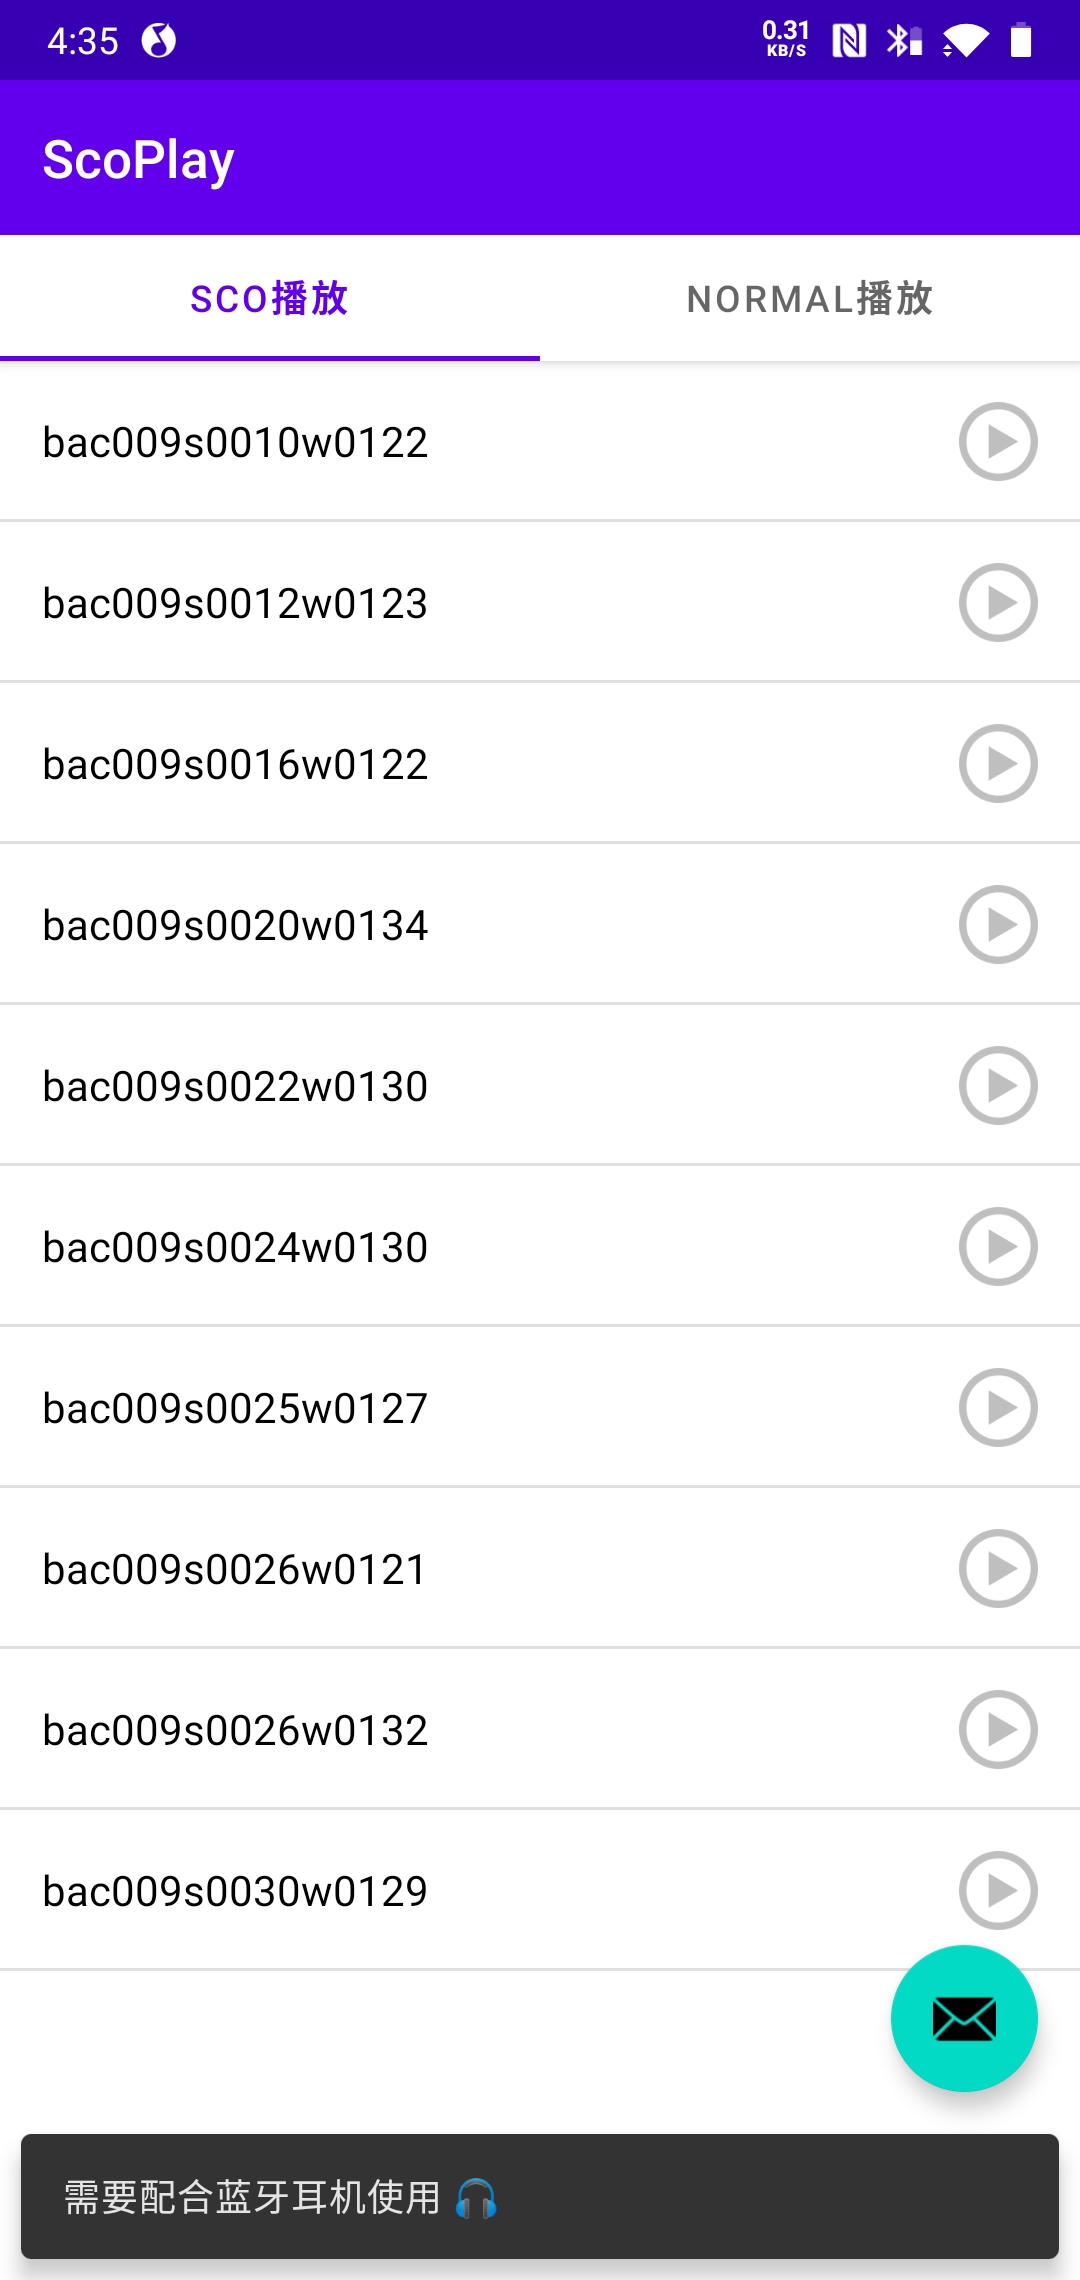 4:35
0.31
KB/S
ScoPlay
SCO播放
NORMAL播放
bac009s0010w0122
bac009s0012w0123
bac009s0016w0122
bac009s0020w0134
bac009s0022w0130
bac009s0024w0130
bac009s0025w0127
bac009s0026w0121
bac009s0026w0132
bac009s0030w0129
需要配合蓝牙耳机使用 🎧